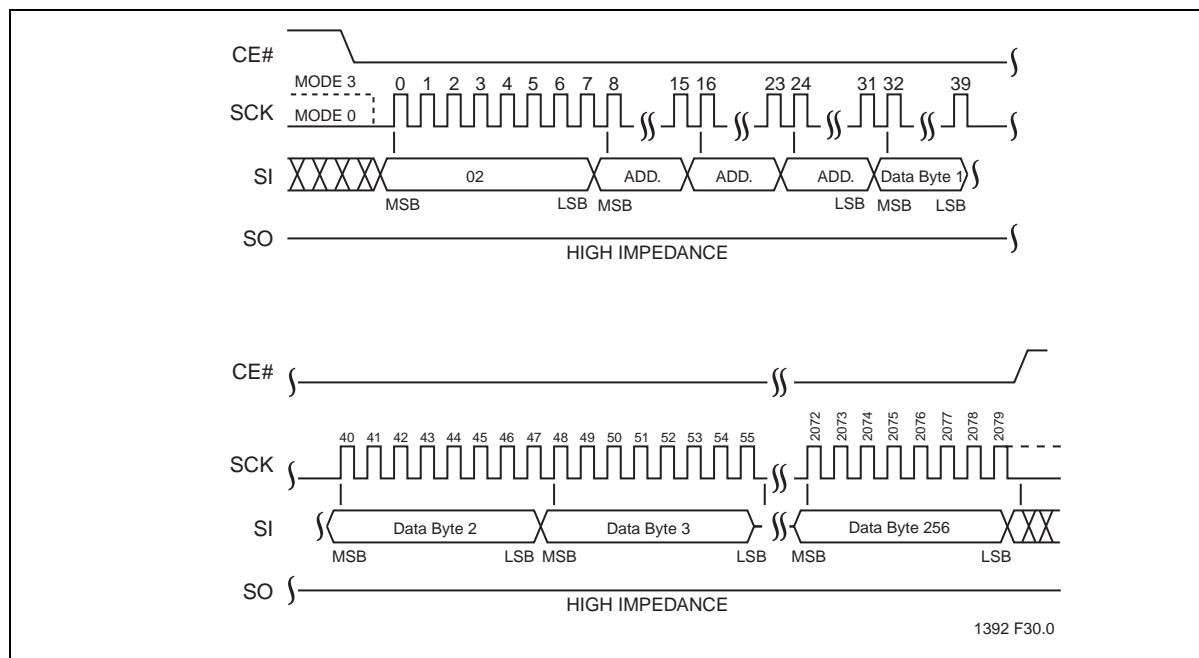 CE#
MODE 3
0 1 2 3 4 5 6 7 8 15 16 23 24 31 32 39
SCK
MODE 0
SI
02 ADD. ADD. ADD. Data Byte 1
MSB LSB MSB LSB MSB LSB
SO
HIGH IMPEDANCE
CE#
40 41 42 43 44 45 46 47 48 49 50 51 52 53 54 55 2072 2073 2074 2075 2076 2077 2078 2079
SCK
SI
Data Byte 2 Data Byte 3 Data Byte 256
MSB LSB MSB LSB MSB LSB
SO
HIGH IMPEDANCE
1392 F30.0